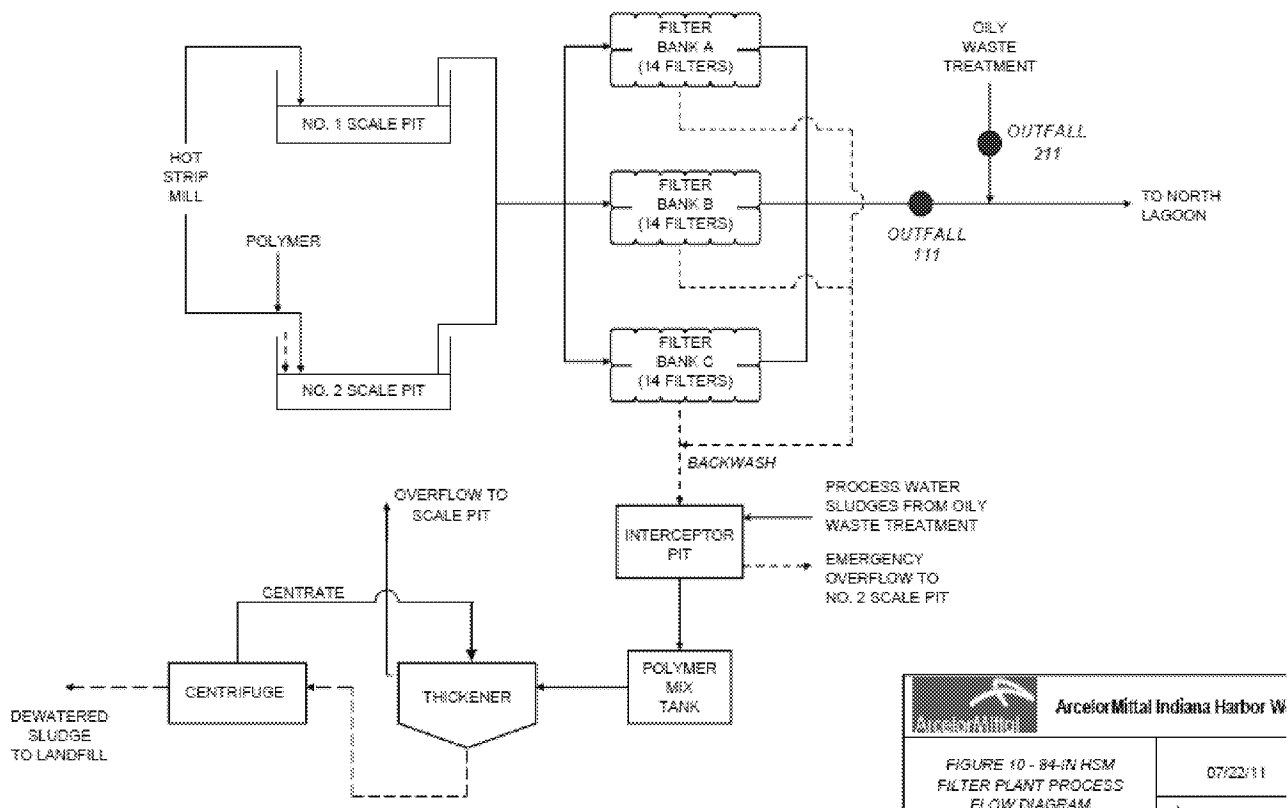 FILTER
BANK A
(14 FILTERS)
OILY
WASTE
TREATMENT
NO. 1 SCALE PIT
OUTFALL
211
HOT
STRIP
MILL
FILTER
BANK B
(14 FILTERS)
TO NORTH
LAGOON
OUTFALL
111
POLYMER
FILTER
BANK C
(14 FILTERS)
NO. 2 SCALE PIT
BACKWASH
OVERFLOW TO
SCALE PIT
PROCESS WATER
SLUDGES FROM OILY
WASTE TREATMENT
INTERCEPTOR
PIT
EMERGENCY
OVERFLOW TO
NO. 2 SCALE PIT
CENTRATE
CENTRIFUGE
THICKENER
POLYMER
MIX
TANK
DEWATERED
SLUDGE
TO LANDFILL
ArcelorMittal
ArcelorMittal Indiana Harbor W
FIGURE 10 - 84-IN HSM
FILTER PLANT PROCESS
FLOW DIAGRAM
07/22/11